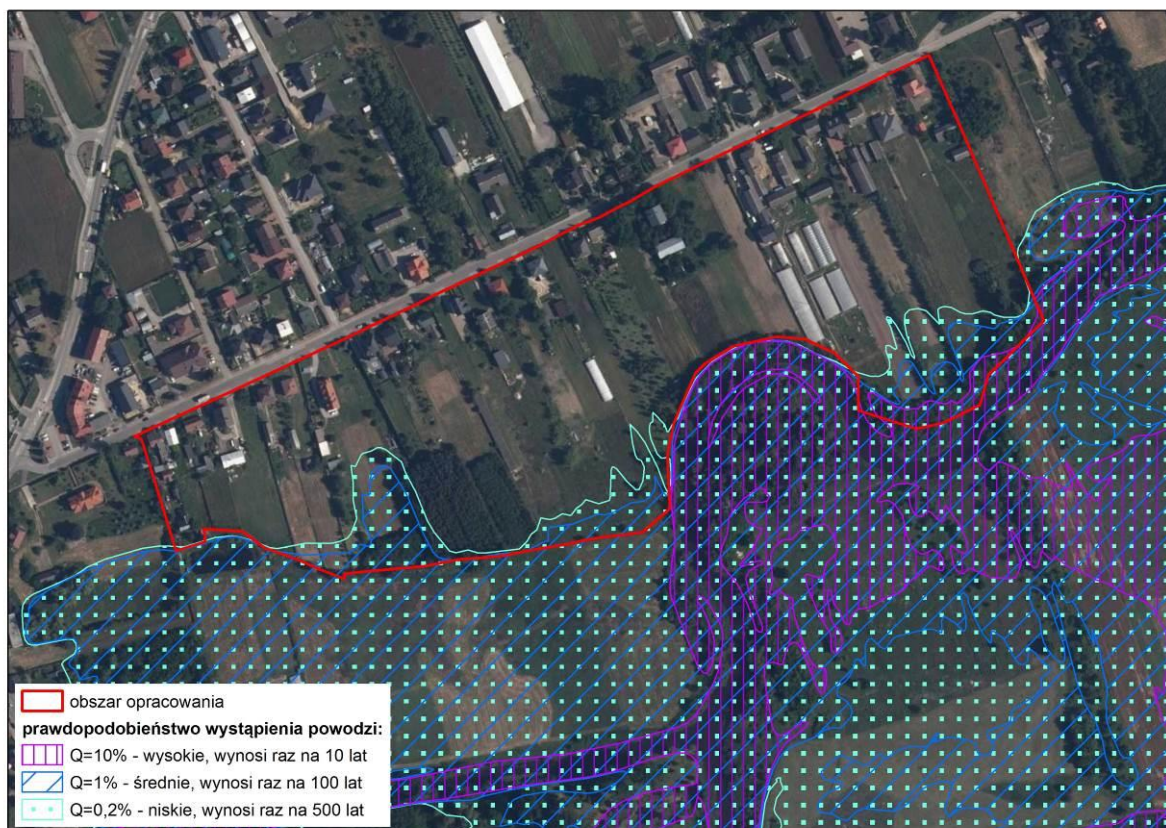 obszar opracowania
prawdopodobieństwo wystąpienia powodzi:
Q=10% - wysokie, wynosi raz na 10 lat
Q=1% - średnie, wynosi raz na 100 lat
Q=0,2% - niskie, wynosi raz na 500 lat